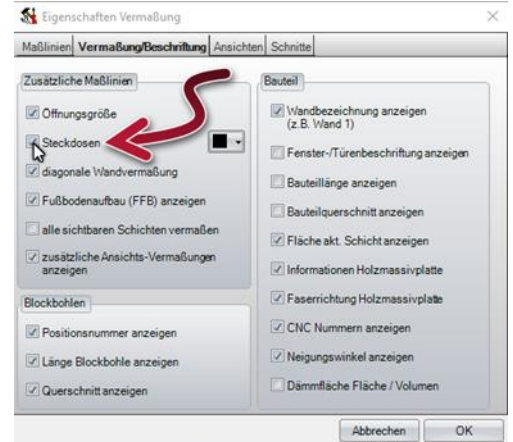 Eigenschaften Vermaßung
Maßlinien Vermaßung/Beschriftung Ansichten Schnitte
Zusätzliche Maßlinien
Öffnungsgröße
Steckdosen
diagonale Wandvermaßung
Fußbodenaufbau (FFB) anzeigen
alle sichtbaren Schichten vermaßen
zusätzliche Ansichts-Vermaßungen
anzeigen
Blockbohlen
Positionsnummer anzeigen
Länge Blockbohle anzeigen
Querschnitt anzeigen
Bauteil
Wandbezeichnung anzeigen
(z.B. Wand 1)
Fenster-/Türenbeschriftung anzeigen
Bauteillänge anzeigen
Bauteilquerschnitt anzeigen
Fläche akt. Schicht anzeigen
Informationen Holzmassivplatte
Faserrichtung Holzmassivplatte
CNC Nummern anzeigen
Neigungswinkel anzeigen
Dämmfläche Fläche / Volumen
Abbrechen OK